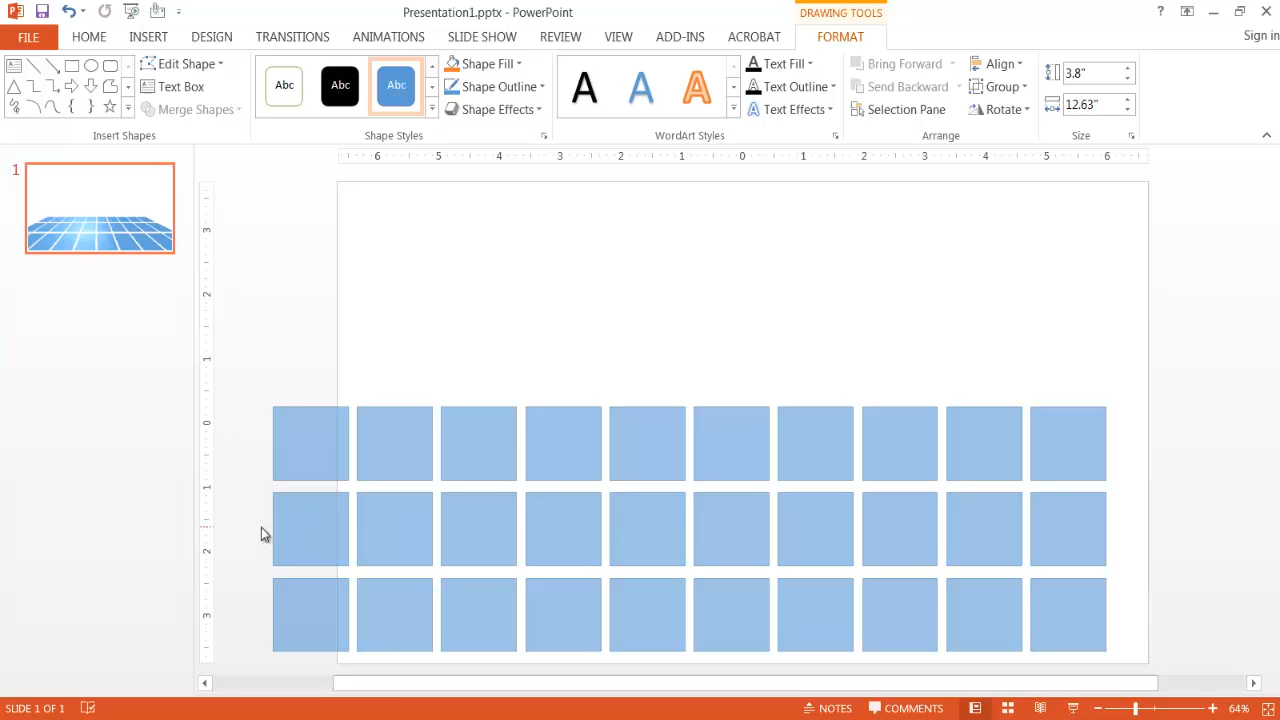 Presentation1.pptx - PowerPoint
DRAWING TOOLS
?
FILE HOME INSERT DESIGN TRANSITIONS ANIMATIONS SLIDE SHOW REVIEW VIEW ADD-INS ACROBAT FORMAT Sign in
Edit Shape
Text Box
Merge Shapes
Insert Shapes
Abc Abc Abc
Shape Fill
Shape Outline
Shape Effects
Shape Styles
A A A
Text Fill
Text Outline
Text Effects
WordArt Styles
Bring Forward
Send Backward
Selection Pane
Align
Group
Rotate
Arrange
3.8"
12.63"
Size
6 5 4 3 2 1 0 1 2 3 4 5 6
1
3
2
1
0
1
2
3
SLIDE 1 OF 1 NOTES COMMENTS 64%